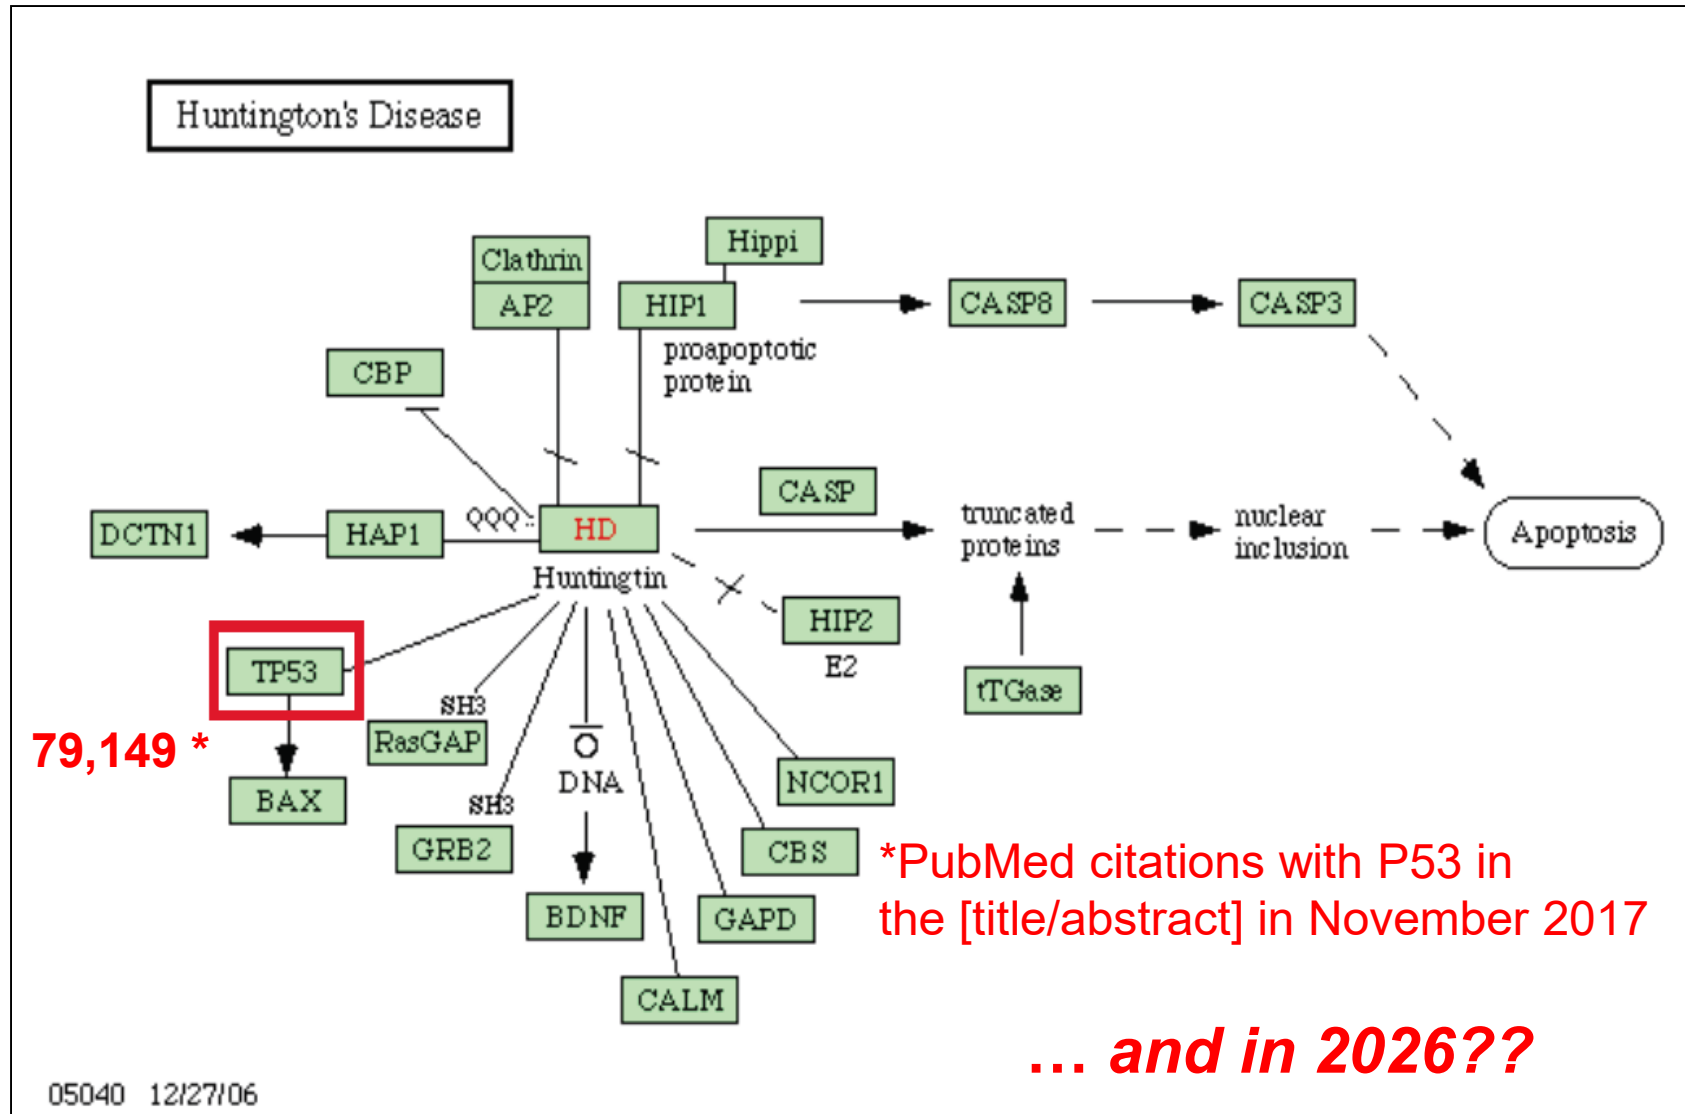 Huntington's Disease
Hippi
Clathrin
AP2
HIP1
CASP8
CASP3
proapoptotic
protein
CBP
CASP
QQQ..
HD
DCTN1
HAP1
truncated
proteins
nuclear
inclusion
Apoptosis
Huntingtin
HIP2
E2
TP53
tTGase
SH3
RasGAP
79,149 *
DNA
NCOR1
BAX
SH3
GRB2
CBS
*PubMed citations with P53 in
the [title/abstract] in November 2017
BDNF
GAPD
CALM
... and in 2026??
05040 12/27/06